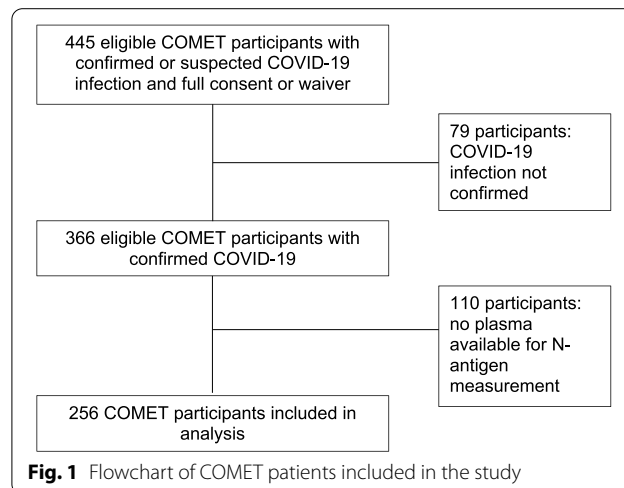 445 eligible COMET participants with
confirmed or suspected COVID-19
infection and full consent or waiver
79 participants:
COVID-19
infection not
confirmed
366 eligible COMET participants with
confirmed COVID-19
110 participants:
no plasma
available for N-
antigen
measurement
256 COMET participants included in
analysis
Fig. 1 Flowchart of COMET patients included in the study